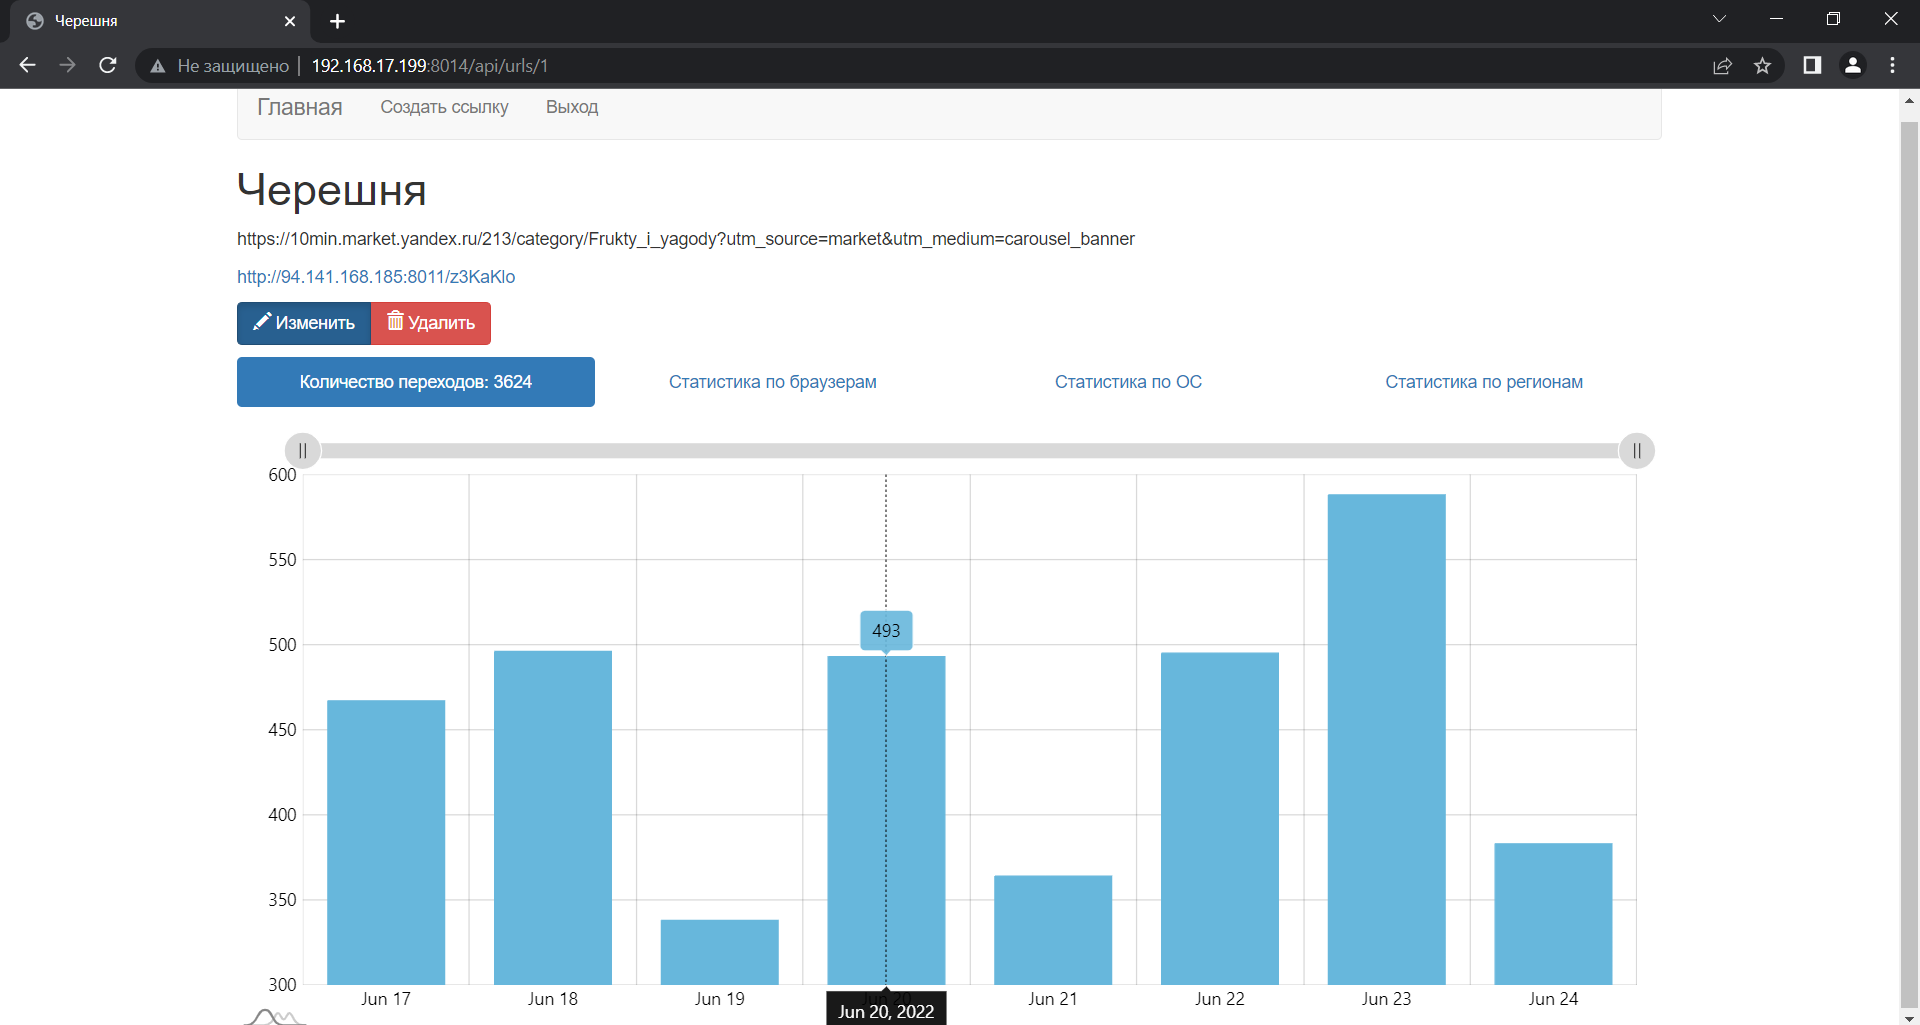 Черешня
Не защищено | 192.168.17.199:8014/api/urls/1
Главная Создать ссылку Выход
Черешня
https://10min.market.yandex.ru/213/category/Frukty_i_yagody?utm_source=market&utm_medium=carousel_banner
http://94.141.168.185:8011/z3KaKlo
Изменить Удалить
Количество переходов: 3624 Статистика по браузерам Статистика по ОС Статистика по регионам
600
550
500
493
450
400
350
300
Jun 17 Jun 18 Jun 19 Jun 20 Jun 21 Jun 22 Jun 23 Jun 24
Jun 20, 2022